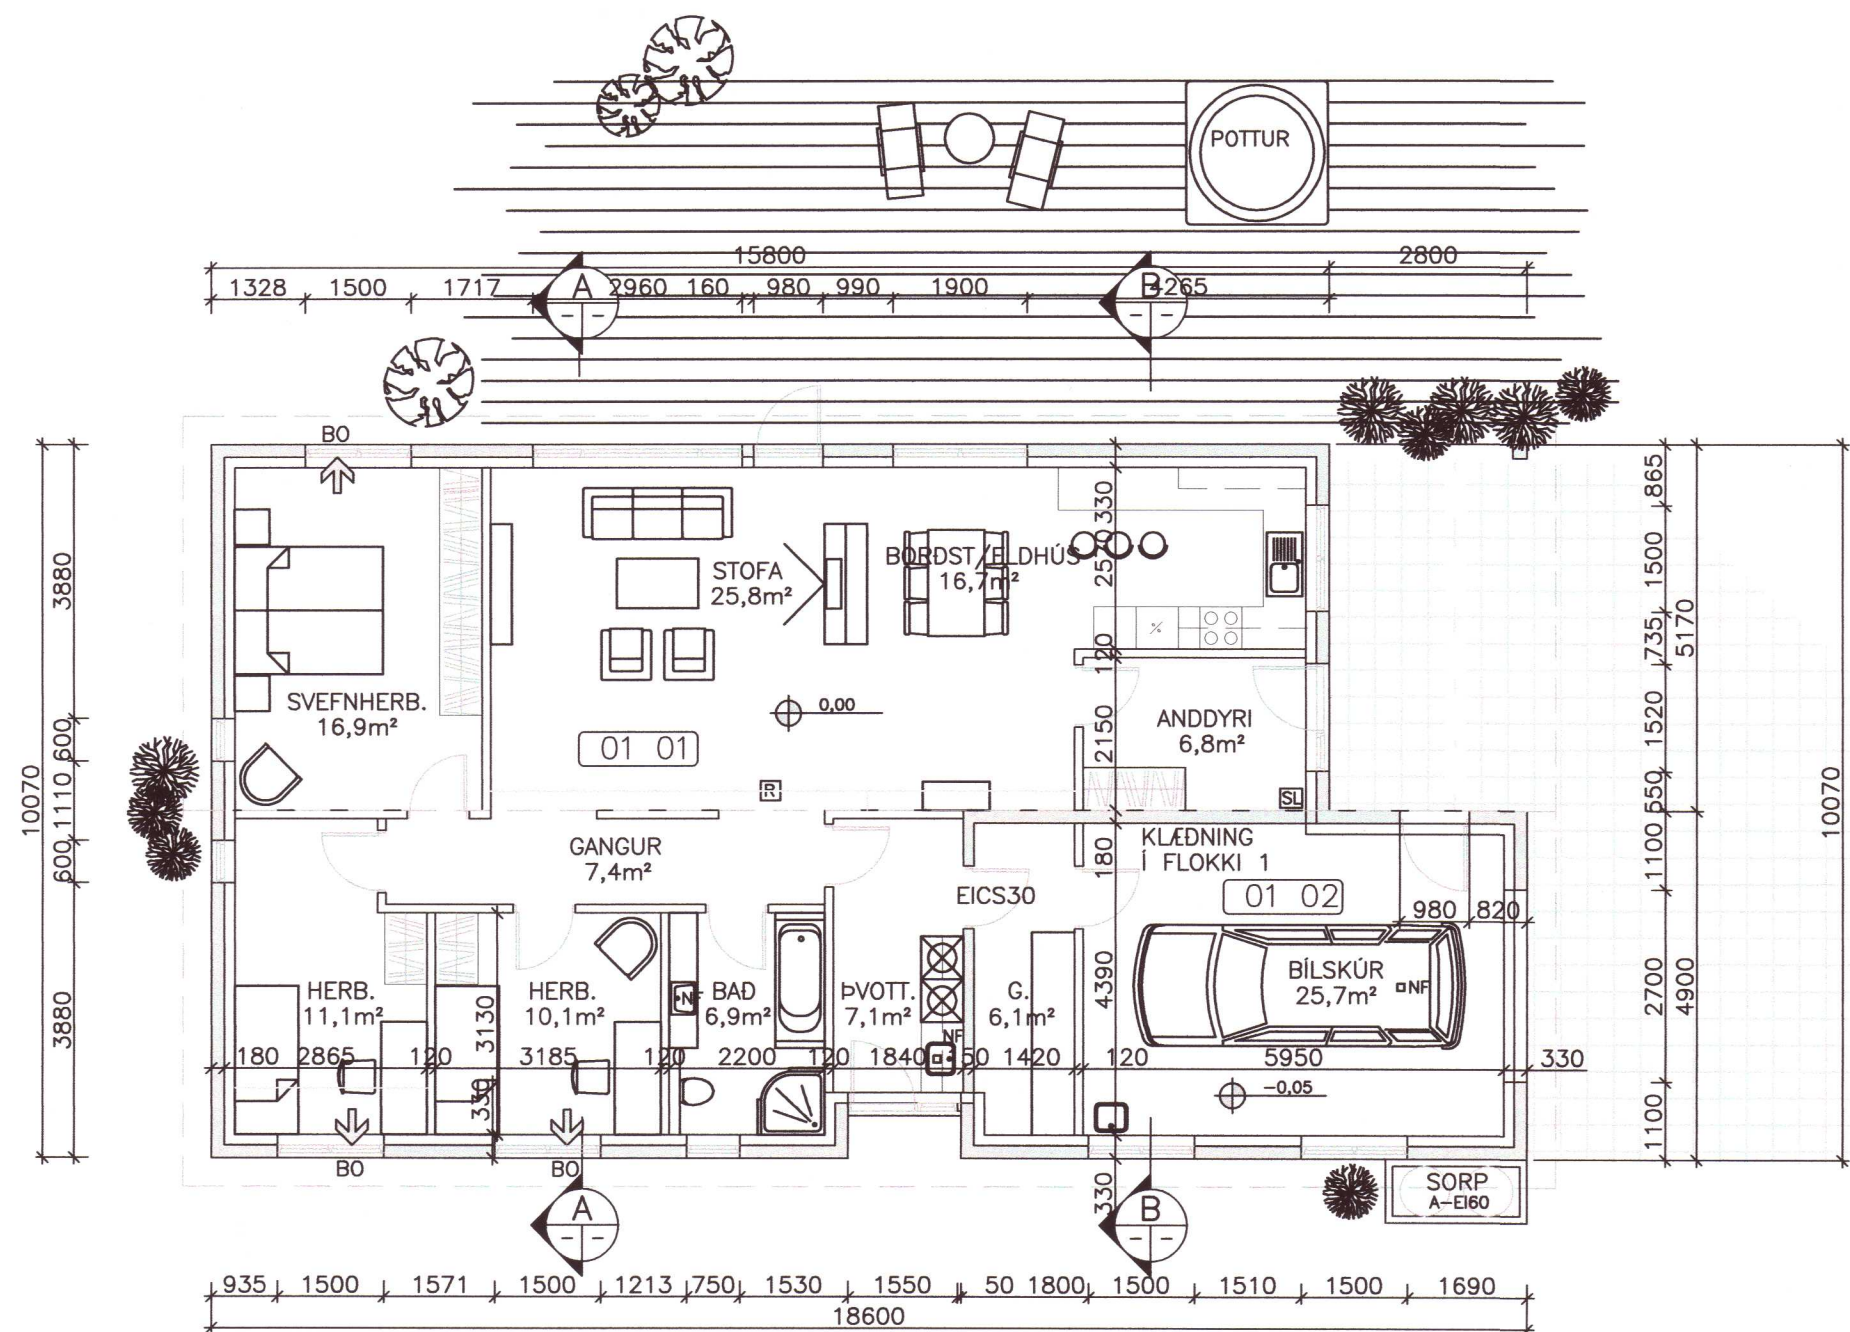 POTTUR
15800
2800
1328 1500 1717 2960 160 980 990 1900 4265
A
B
BO
STOFA
25,8m²
BORÐST/ELDHÚS
16,7m²
SVEFNHERB.
16,9m²
0,00
01 01
ANDDYRI
6,8m²
R
SL
GANGUR
7,4m²
KLÆÐNING
Í FLOKKI 1
EICS30
01 02
980 820
HERB.
11,1m²
HERB.
10,1m²
NF
BAÐ
6,9m²
ÞVOTT.
7,1m²
NF
G.
6,1m²
BÍLSKÚR
25,7m²
NF
180 2865 120 3185 120 2200 120 1840 50 1420 120 5950 330
-0,05
BO
BO
SORP
A-EI60
A
B
935 1500 1571 1500 1213 750 1530 1550 50 1800 1500 1510 1500 1690
18600
10070
3880
600
1110
600
3880
330
120
2150
180
4390
330
3130
330
865
1500
735
1520
550
1100
2700
1100
5170
4900
10070